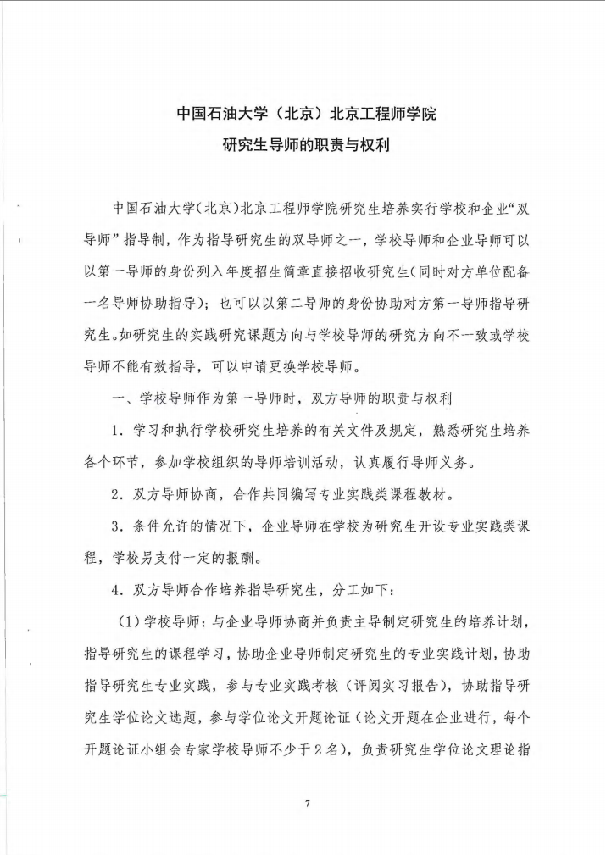 中国石油大学（北京）北京工程师学院
研究生导师的职责与权利
中国石油大学(北京)北京工程师学院研究生培养实行学校和企业“双
导师”指导制，作为指导研究生的双导师之一，学校导师和企业导师可以
以第一导师的身份列入年度招生简章直接招收研究生(同时对方单位配备
一名导师协助指导)；也可以以第二导师的身份协助对方第一导师指导研
究生。如研究生的实践研究课题方向与学校导师的研究方向不一致或学校
导师不能有效指导，可以申请更换学校导师。
一、学校导师作为第一导师时，双方导师的职责与权利
1．学习和执行学校研究生培养的有关文件及规定，熟悉研究生培养
各个环节，参加学校组织的导师培训活动，认真履行导师义务。
2．双方导师协商，合作共同编写专业实践类课程教材。
3．条件允许的情况下，企业导师在学校为研究生开设专业实践类课
程，学校另支付一定的报酬。
4．双方导师合作培养指导研究生，分工如下：
(1)学校导师：与企业导师协商并负责主导制定研究生的培养计划，
指导研究生的课程学习，协助企业导师制定研究生的专业实践计划，协助
指导研究生专业实践，参与专业实践考核（评阅实习报告），协助指导研
究生学位论文选题，参与学位论文开题论证（论文开题在企业进行，每个
开题论证小组会专家学校导师不少于2名），负责研究生学位论文理论指
7